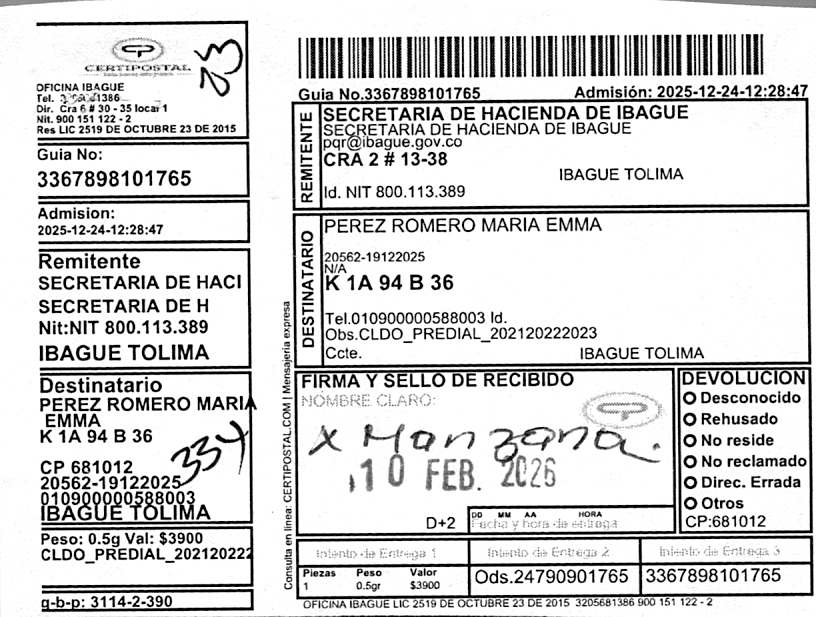 CERTIPOSTAL
23
OFICINA IBAGUE
Dir. Cra 6 # 30 - 35 local 1
Nit. 900 151 122 - 2
Res LIC 2519 DE OCTUBRE 23 DE 2015
Guia No:
3367898101765
Admision:
2025-12-24-12:28:47
Remitente
SECRETARIA DE HACI
SECRETARIA DE H
Nit:NIT 800.113.389
IBAGUE TOLIMA
Destinatario
PEREZ ROMERO MARIA
EMMA
K 1A 94 B 36
334
CP 681012
20562-19122025
010900000588003
IBAGUE TOLIMA
Peso: 0.5g Val: $3900
CLDO_PREDIAL_202120222
g-b-p: 3114-2-390
Consulta en linea: CERTIPOSTAL.COM | Mensajeria expresa
Guia No.3367898101765
Admisión: 2025-12-24-12:28:47
REMITENTE
SECRETARIA DE HACIENDA DE IBAGUE
SECRETARIA DE HACIENDA DE IBAGUE
pqr@ibague.gov.co
CRA 2 # 13-38
IBAGUE TOLIMA
Id. NIT 800.113.389
DESTINATARIO
PEREZ ROMERO MARIA EMMA
20562-19122025
N/A
K 1A 94 B 36
Tel.010900000588003 Id.
Obs.CLDO_PREDIAL_202120222023
Ccte. IBAGUE TOLIMA
FIRMA Y SELLO DE RECIBIDO
NOMBRE CLARO:
x Manzana.
10 FEB. 2026
D+2
DD MM AA HORA
Fecha y hora de entrega
DEVOLUCION
Desconocido
Rehusado
No reside
No reclamado
Direc. Errada
Otros
CP:681012
Intento de Entrega 1 Intento de Entrega 2 Intento de Entrega 3
Piezas Peso Valor
1 0.5gr $3900
Ods.24790901765
3367898101765
OFICINA IBAGUE LIC 2519 DE OCTUBRE 23 DE 2015 3205681386 900 151 122 - 2